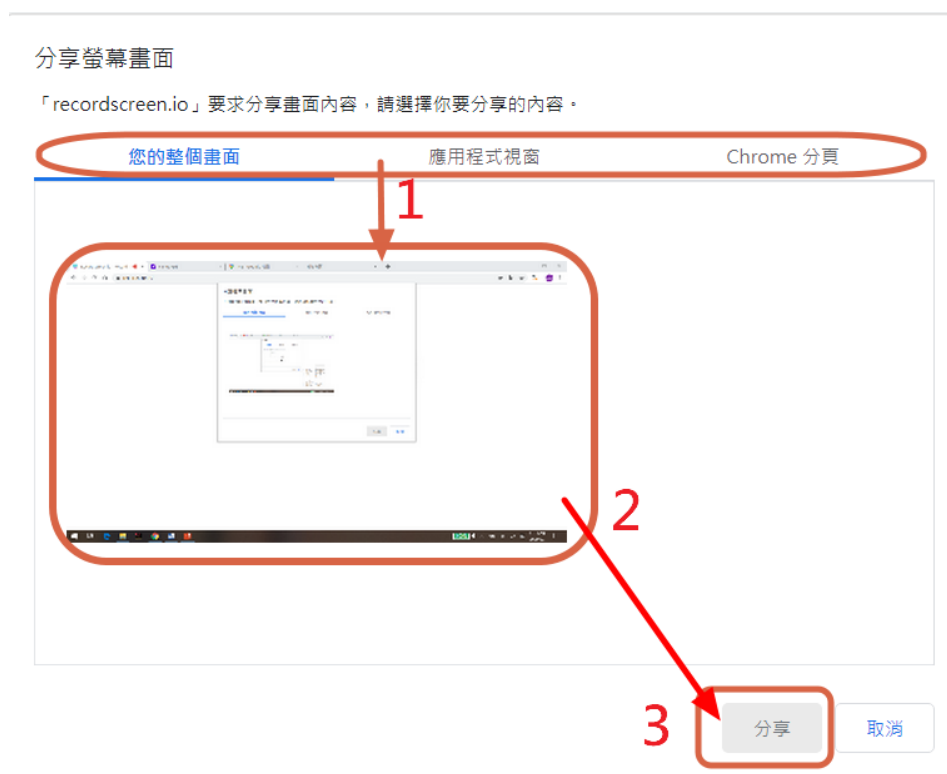 分享螢幕畫面
「recordscreen.io」要求分享畫面內容，請選擇你要分享的內容。
您的整個畫面 應用程式視窗 Chrome 分頁
1
2
3
分享 取消